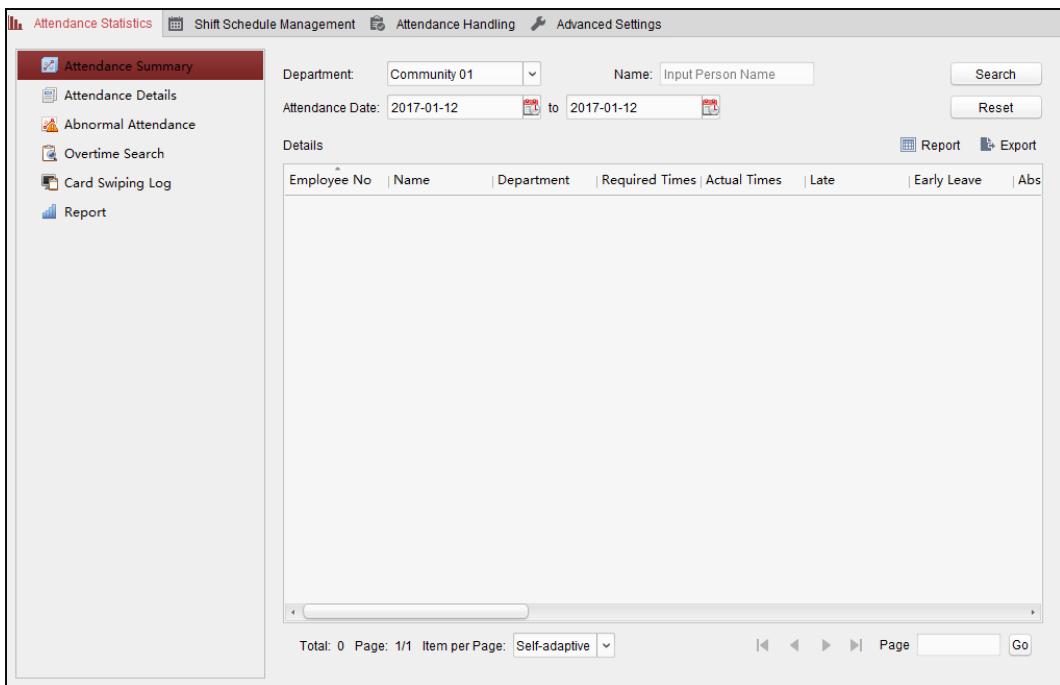 Attendance Statistics Shift Schedule Management Attendance Handling Advanced Settings
Attendance Summary
Attendance Details
Abnormal Attendance
Overtime Search
Card Swiping Log
Report
Department: Community 01 Name: Input Person Name Search
Attendance Date: 2017-01-12 to 2017-01-12 Reset
Details Report Export
Employee No Name Department Required Times Actual Times Late Early Leave Abs
Total: 0 Page: 1/1 Item per Page: Self-adaptive Page Go